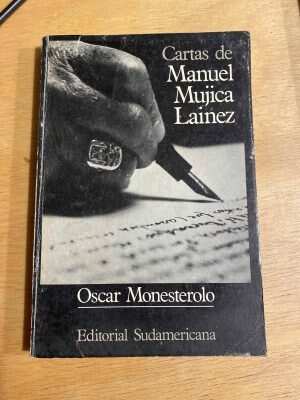 Cartas de
Manuel
Mujica
Lainez
Oscar Monesterolo
Editorial Sudamericana